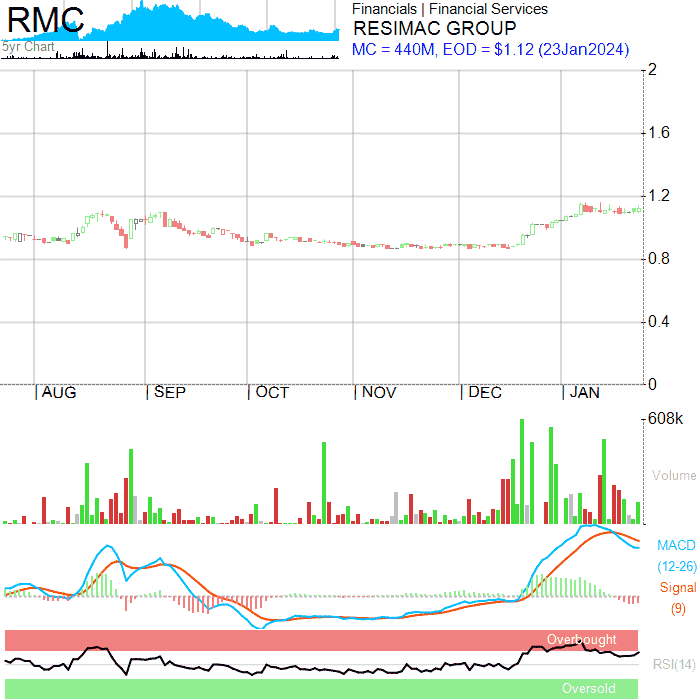 RMC
5yr Chart
Financials | Financial Services
RESIMAC GROUP
MC = 440M, EOD = $1.12 (23Jan2024)
2
1.6
1.2
0.8
0.4
0
AUG SEP OCT NOV DEC JAN
608k
Volume
MACD
(12-26)
Signal
(9)
Overbought
RSI(14)
Oversold